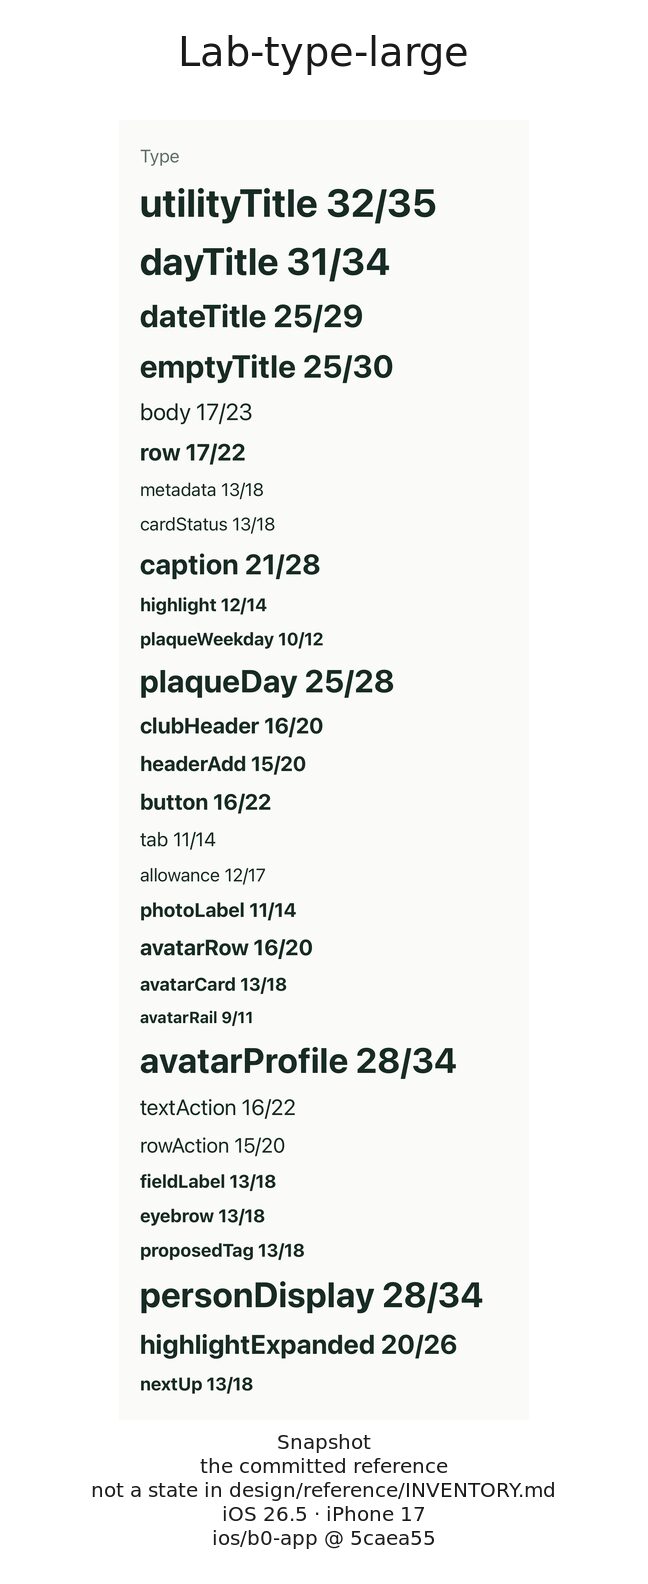 Lab-type-large
Type
utilityTitle 32/35
dayTitle 31/34
dateTitle 25/29
emptyTitle 25/30
body 17/23
row 17/22
metadata 13/18
cardStatus 13/18
caption 21/28
highlight 12/14
plaqueWeekday 10/12
plaqueDay 25/28
clubHeader 16/20
headerAdd 15/20
button 16/22
tab 11/14
allowance 12/17
photoLabel 11/14
avatarRow 16/20
avatarCard 13/18
avatarRail 9/11
avatarProfile 28/34
textAction 16/22
rowAction 15/20
fieldLabel 13/18
eyebrow 13/18
proposedTag 13/18
personDisplay 28/34
highlightExpanded 20/26
nextUp 13/18
Snapshot
the committed reference
not a state in design/reference/INVENTORY.md
iOS 26.5 · iPhone 17
ios/b0-app @ 5caea55